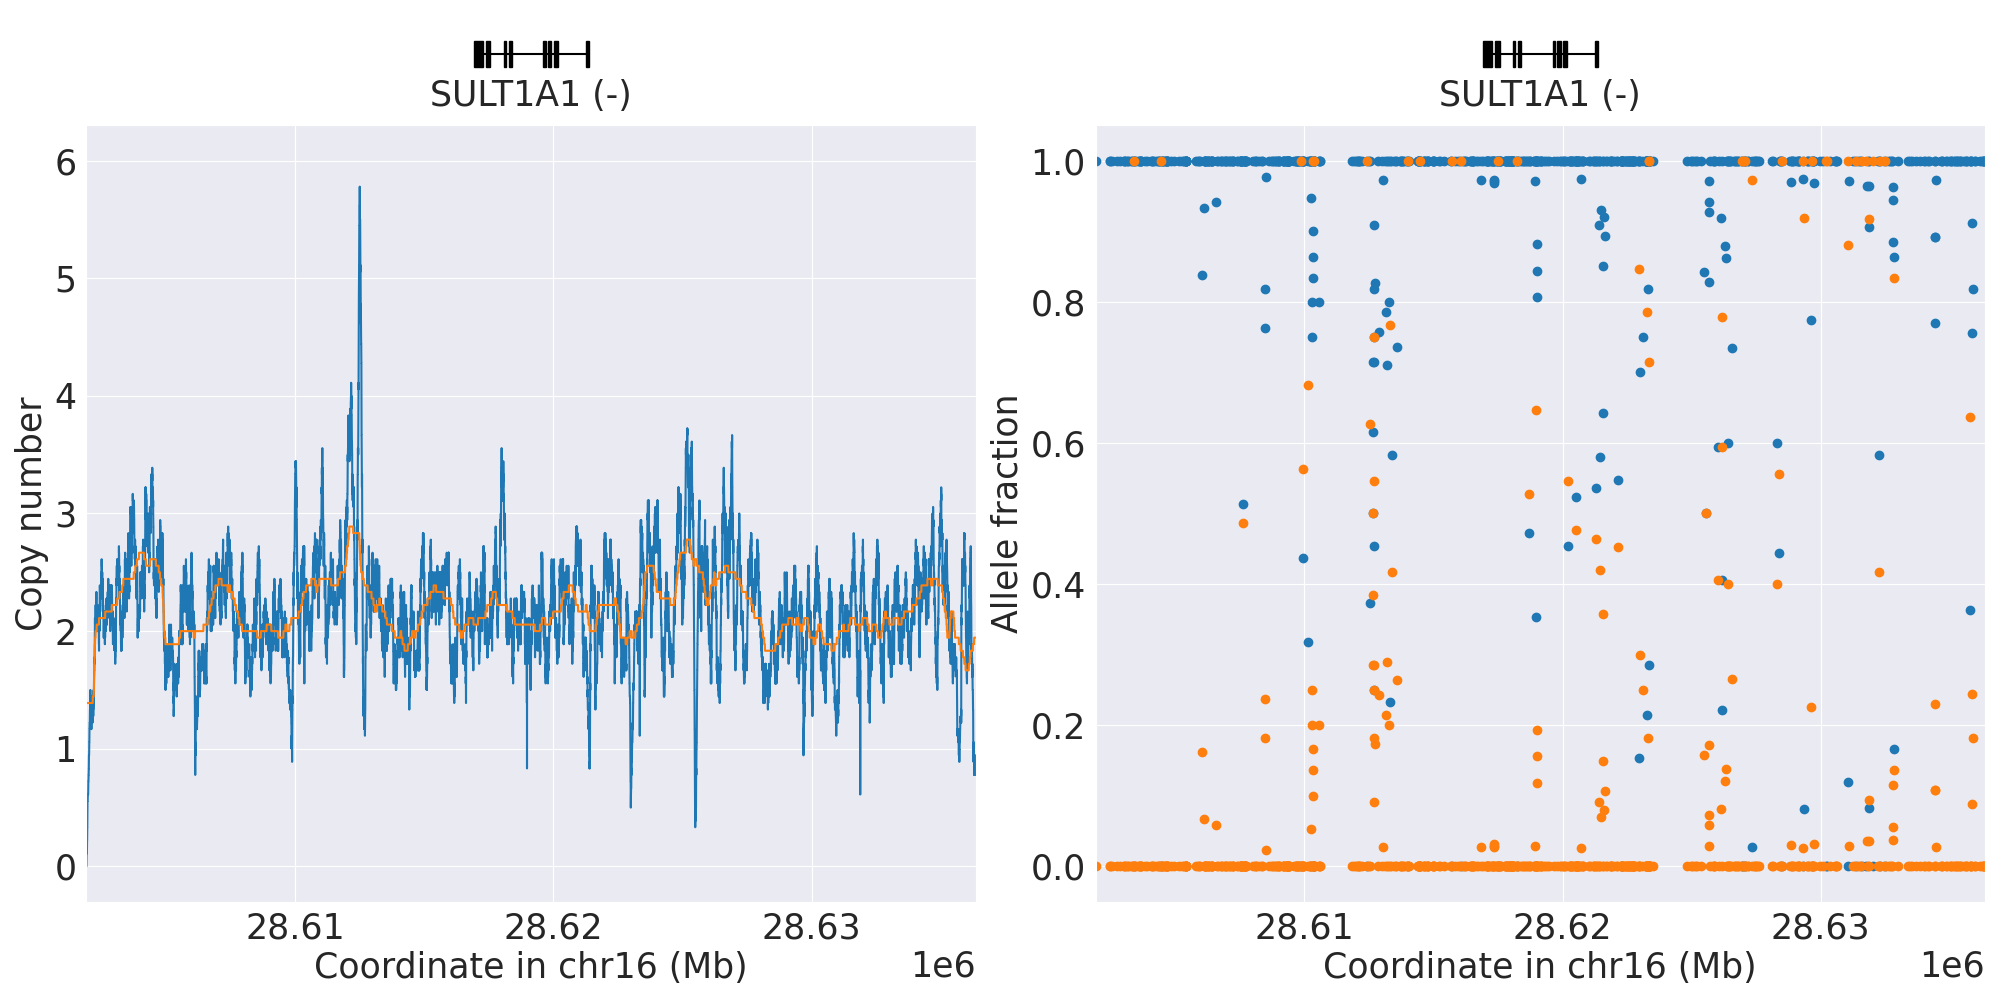 SULT1A1 (-)
6
5
4
3
2
1
0
Copy number
28.61
28.62
28.63
Coordinate in chr16 (Mb)
1e6
SULT1A1 (-)
1.0
0.8
0.6
0.4
0.2
0.0
Allele fraction
28.61
28.62
28.63
Coordinate in chr16 (Mb)
1e6